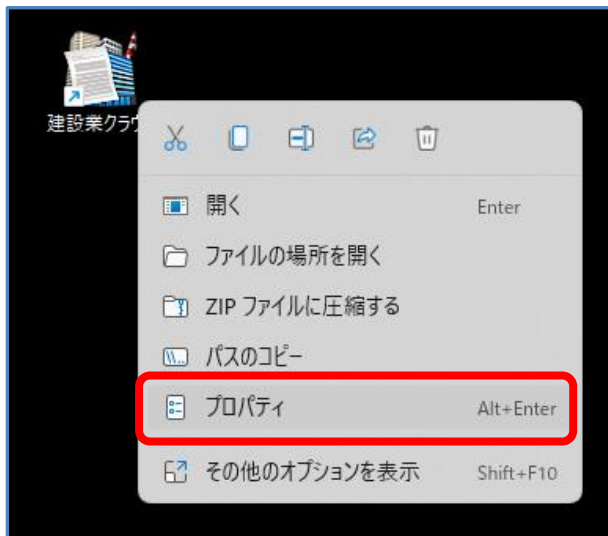 建設業クラウ
開く Enter
ファイルの場所を開く
ZIP ファイルに圧縮する
パスのコピー
プロパティ Alt+Enter
その他のオプションを表示 Shift+F10